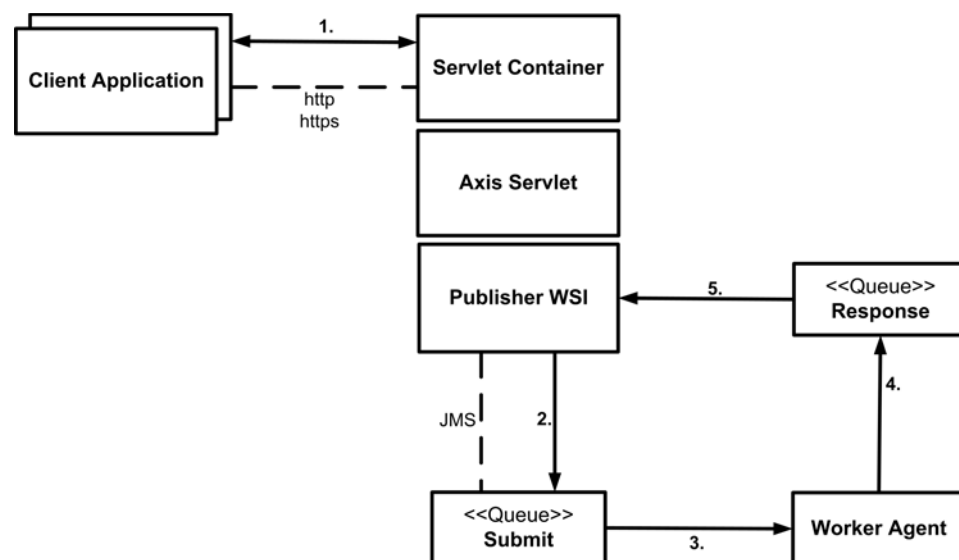 1.
Client Application
Servlet Container
http
https
Axis Servlet
Publisher WSI
5.
<<Queue>>
Response
JMS
2.
4.
<<Queue>>
Submit
3.
Worker Agent